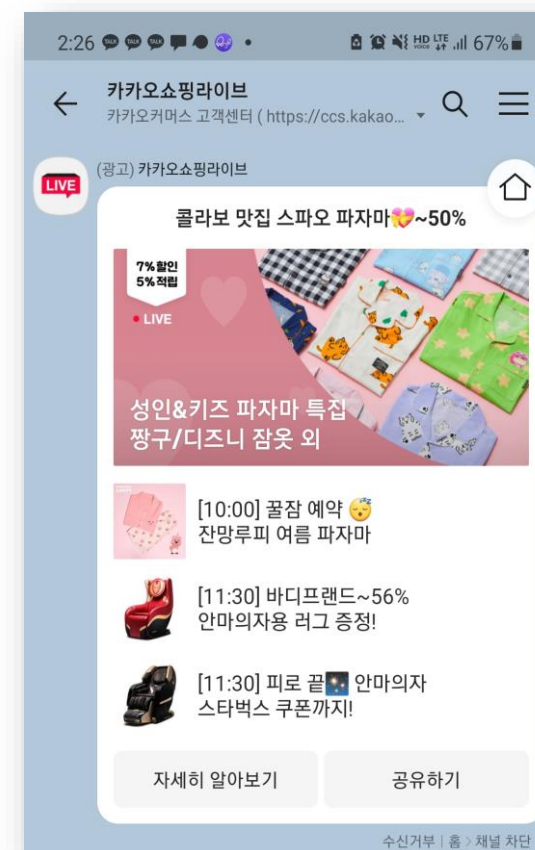 2:26 TALK TALK TALK HD VOICE LTE 67%
카카오쇼핑라이브
카카오커머스 고객센터 ( https://ccs.kakao...
LIVE
(광고) 카카오쇼핑라이브
콜라보 맛집 스파오 파자마💝~50%
7%할인
5%적립
• LIVE
성인&키즈 파자마 특집
짱구/디즈니 잠옷 외
[10:00] 꿀잠 예약 😴
잔망루피 여름 파자마
[11:30] 바디프랜드~56%
안마의자용 러그 증정!
[11:30] 피로 끝🎇 안마의자
스타벅스 쿠폰까지!
자세히 알아보기
공유하기
수신거부 | 홈 > 채널 차단